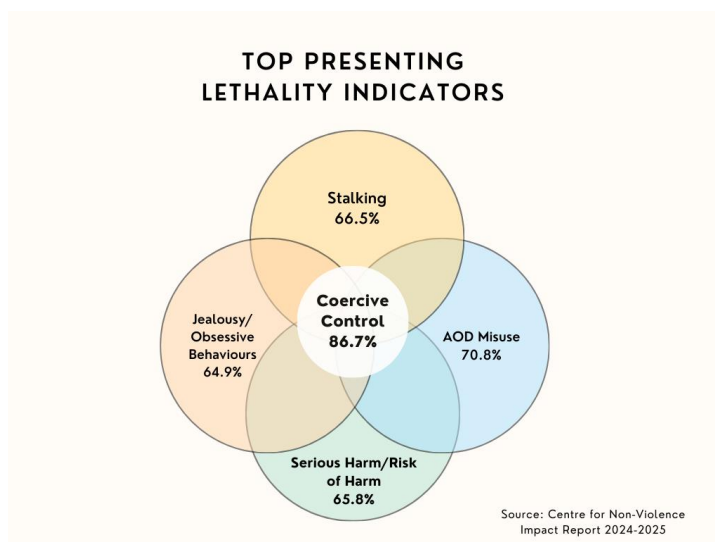 TOP PRESENTING
LETHALITY INDICATORS
Stalking
66.5%
Jealousy/
Obsessive
Behaviours
64.9%
Coercive
Control
86.7%
AOD Misuse
70.8%
Serious Harm/Risk
of Harm
65.8%
Source: Centre for Non-Violence
Impact Report 2024-2025